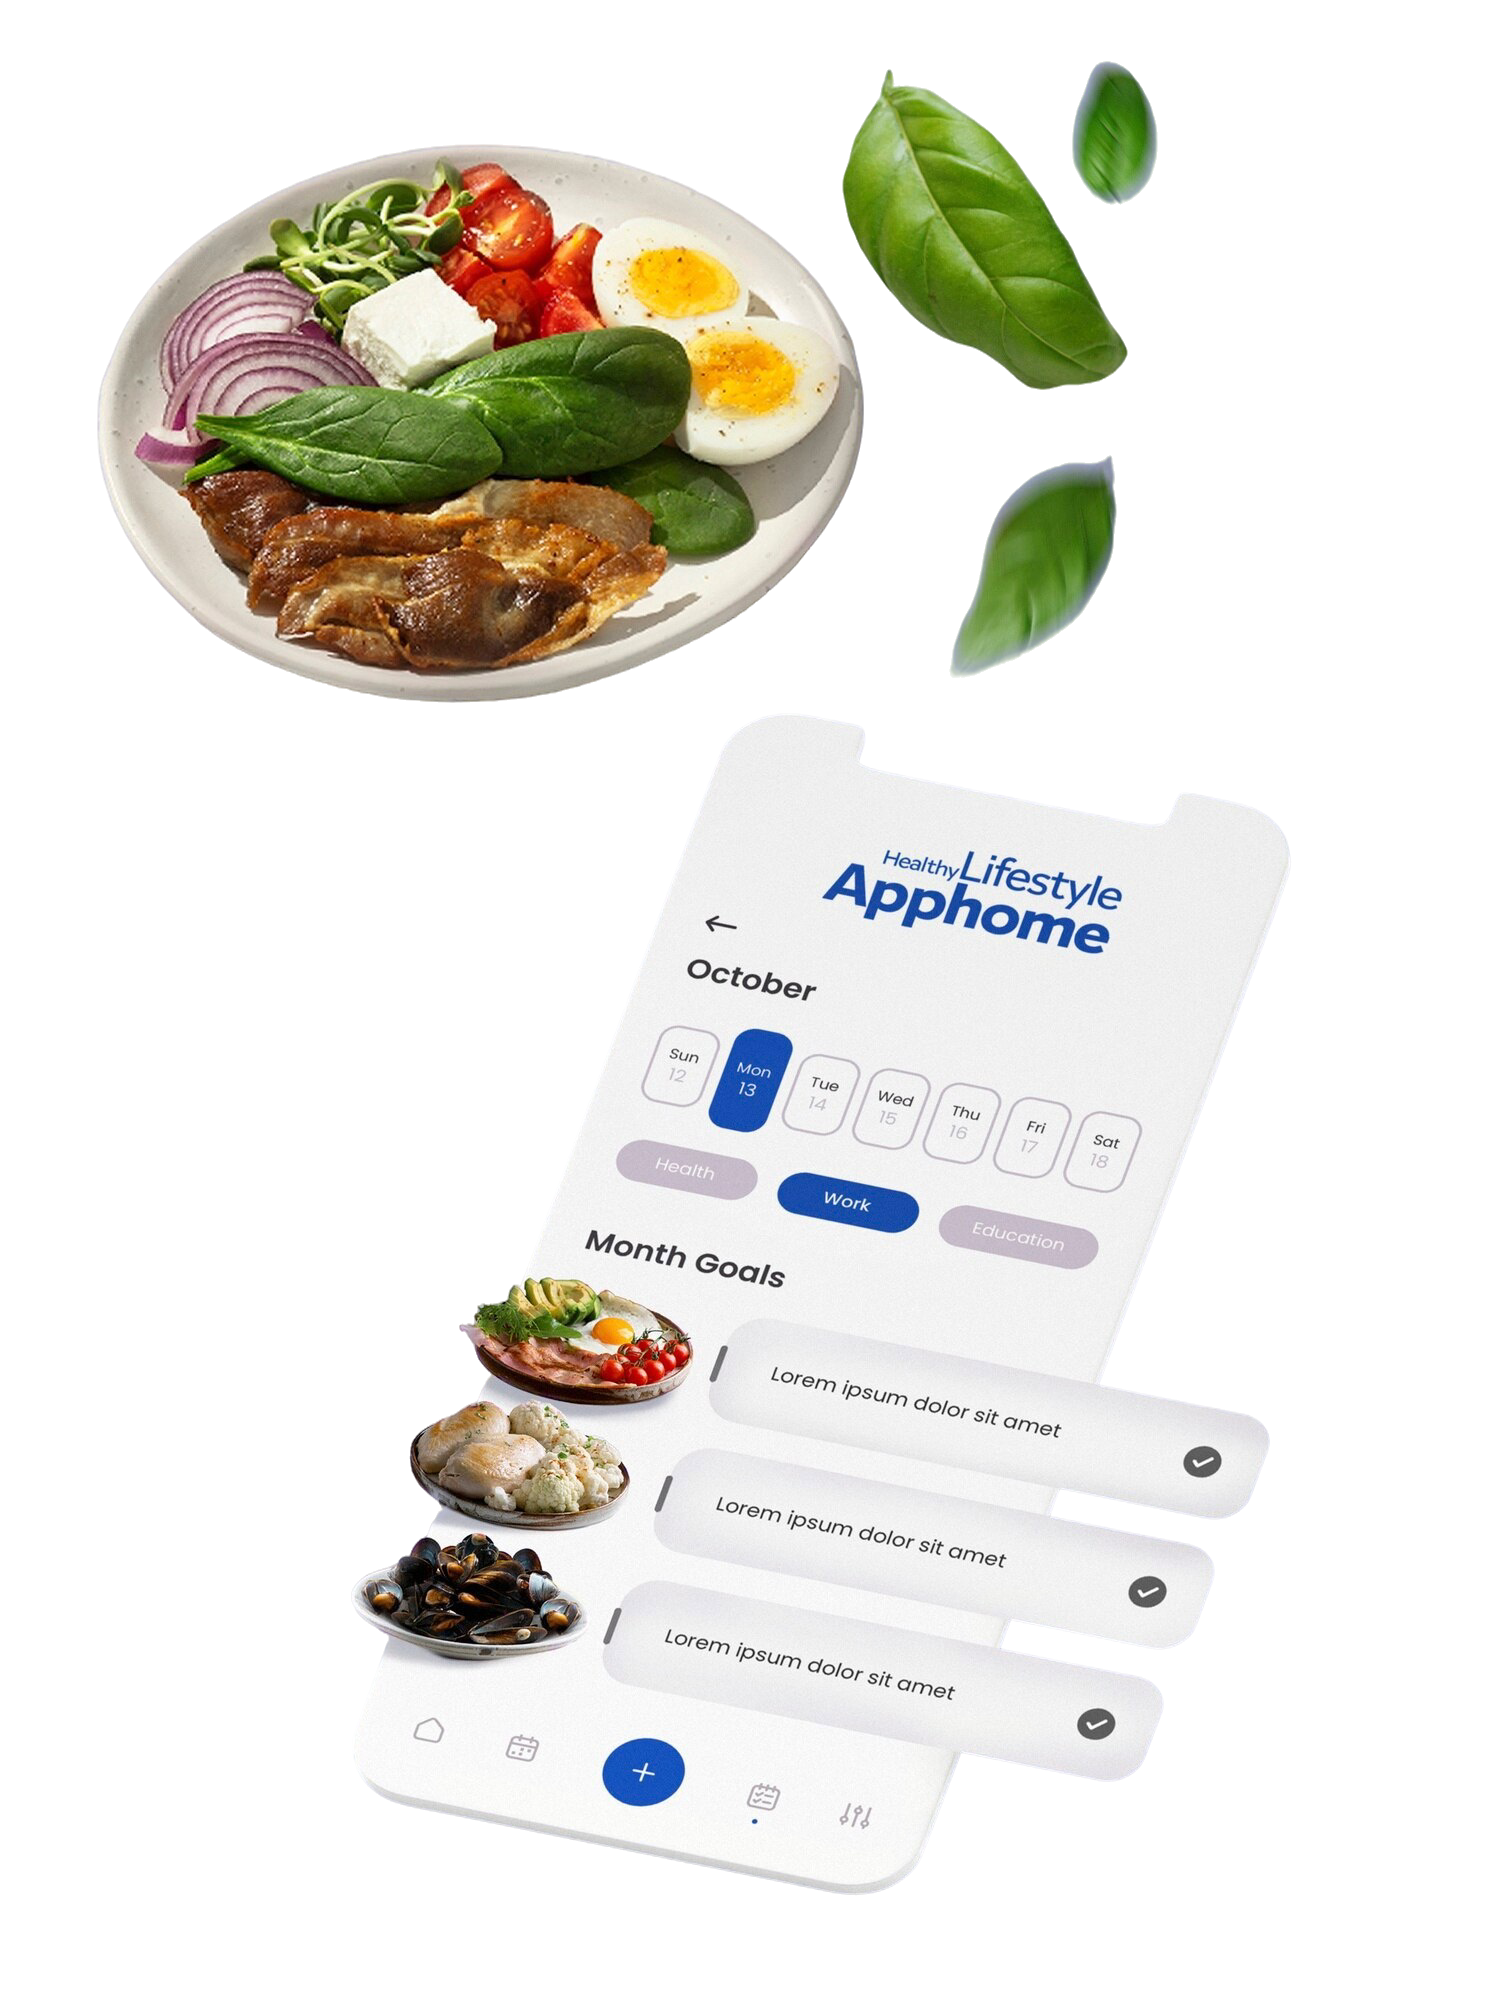 Healthy Lifestyle
Apphome
October
Sun Mon Tue Wed Thu Fri Sat
12 13 14 15 16 17 18
Health Work Education
Month Goals
Lorem ipsum dolor sit amet
Lorem ipsum dolor sit amet
Lorem ipsum dolor sit amet